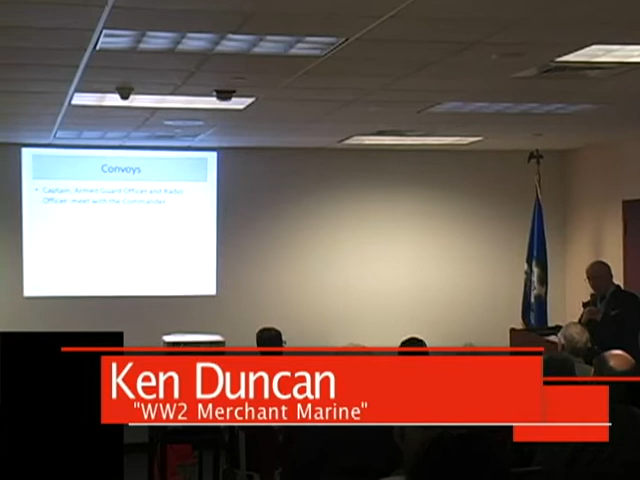 Convoys
• Captain, Armed Guard Officer and Radio
Officer, meet with the Commander
Ken Duncan
"WW2 Merchant Marine"